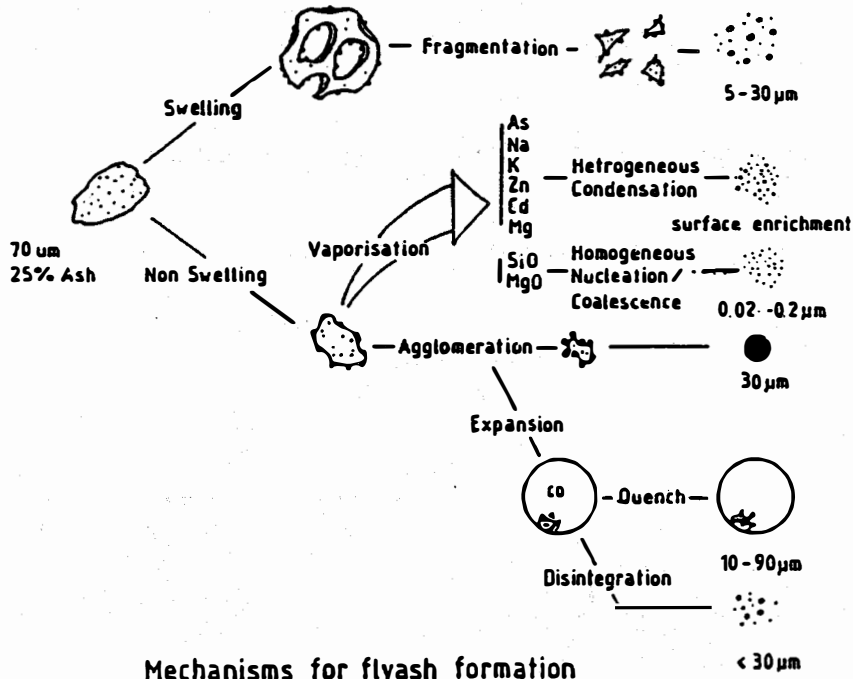 Fragmentation
5-30µm
Swelling
As
Na
K
Zn
Cd
Mg
Hetrogeneous
Condensation
surface enrichment
70 um
25% Ash
Non Swelling
Vaporisation
SiO
MgO
Homogeneous
Nucleation/
Coalescence
0.02 -0.2µm
Agglomeration
30µm
Expansion
CO
Quench
10-90µm
Disintegration
< 30µm
Mechanisms for flyash formation